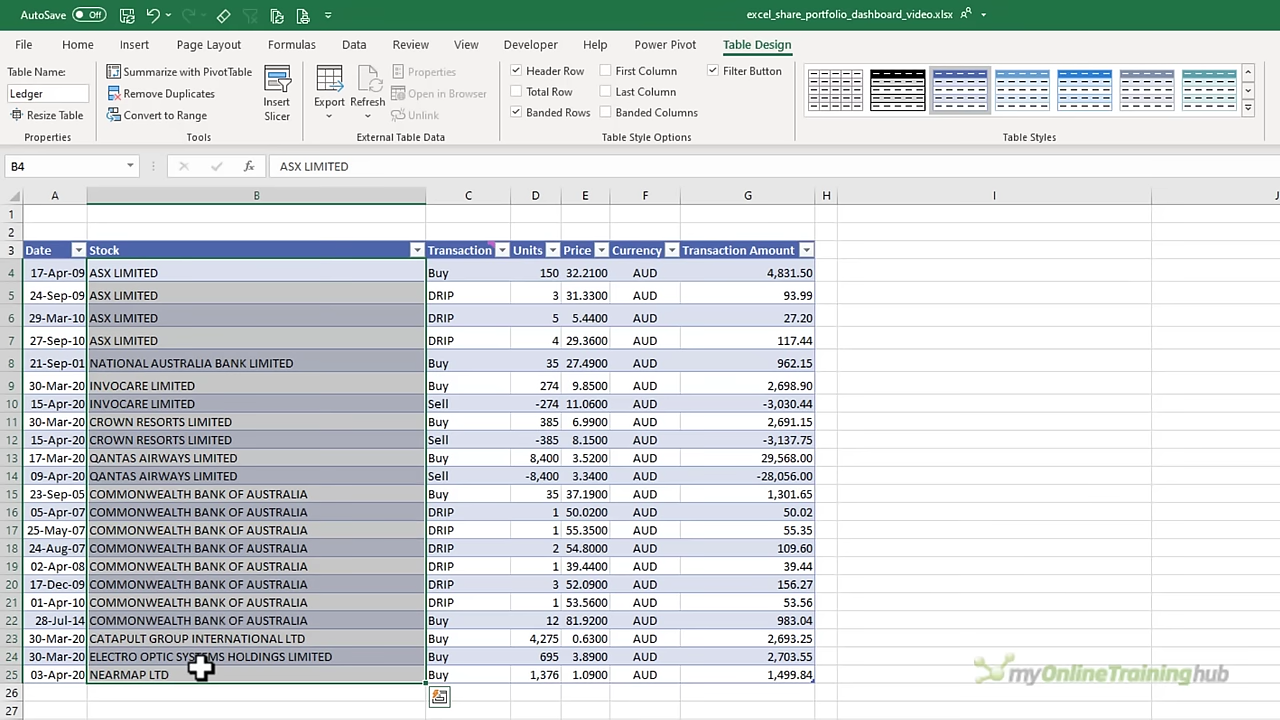 AutoSave Off excel_share_portfolio_dashboard_video.xlsx
File Home Insert Page Layout Formulas Data Review View Developer Help Power Pivot Table Design
Table Name: Summarize with PivotTable Properties Header Row First Column Filter Button
Ledger Remove Duplicates Insert Slicer Export Refresh Open in Browser Total Row Last Column
Resize Table Convert to Range Unlink Banded Rows Banded Columns
Properties Tools External Table Data Table Style Options Table Styles
B4 fx ASX LIMITED
A B C D E F G H I J
1
2
3 Date Stock Transaction Units Price Currency Transaction Amount
4 17-Apr-09 ASX LIMITED Buy 150 32.2100 AUD 4,831.50
5 24-Sep-09 ASX LIMITED DRIP 3 31.3300 AUD 93.99
6 29-Mar-10 ASX LIMITED DRIP 5 5.4400 AUD 27.20
7 27-Sep-10 ASX LIMITED DRIP 4 29.3600 AUD 117.44
8 21-Sep-01 NATIONAL AUSTRALIA BANK LIMITED Buy 35 27.4900 AUD 962.15
9 30-Mar-20 INVOCARE LIMITED Buy 274 9.8500 AUD 2,698.90
10 15-Apr-20 INVOCARE LIMITED Sell -274 11.0600 AUD -3,030.44
11 30-Mar-20 CROWN RESORTS LIMITED Buy 385 6.9900 AUD 2,691.15
12 15-Apr-20 CROWN RESORTS LIMITED Sell -385 8.1500 AUD -3,137.75
13 17-Mar-20 QANTAS AIRWAYS LIMITED Buy 8,400 3.5200 AUD 29,568.00
14 09-Apr-20 QANTAS AIRWAYS LIMITED Sell -8,400 3.3400 AUD -28,056.00
15 23-Sep-05 COMMONWEALTH BANK OF AUSTRALIA Buy 35 37.1900 AUD 1,301.65
16 05-Apr-07 COMMONWEALTH BANK OF AUSTRALIA DRIP 1 50.0200 AUD 50.02
17 25-May-07 COMMONWEALTH BANK OF AUSTRALIA DRIP 1 55.3500 AUD 55.35
18 24-Aug-07 COMMONWEALTH BANK OF AUSTRALIA DRIP 2 54.8000 AUD 109.60
19 02-Apr-08 COMMONWEALTH BANK OF AUSTRALIA DRIP 1 39.4400 AUD 39.44
20 17-Dec-09 COMMONWEALTH BANK OF AUSTRALIA DRIP 3 52.0900 AUD 156.27
21 01-Apr-10 COMMONWEALTH BANK OF AUSTRALIA DRIP 1 53.5600 AUD 53.56
22 28-Jul-14 COMMONWEALTH BANK OF AUSTRALIA Buy 12 81.9200 AUD 983.04
23 30-Mar-20 CATAPULT GROUP INTERNATIONAL LTD Buy 4,275 0.6300 AUD 2,693.25
24 30-Mar-20 ELECTRO OPTIC SYSTEMS HOLDINGS LIMITED Buy 695 3.8900 AUD 2,703.55
25 03-Apr-20 NEARMAP LTD Buy 1,376 1.0900 AUD 1,499.84
26
27
myOnlineTraininghub